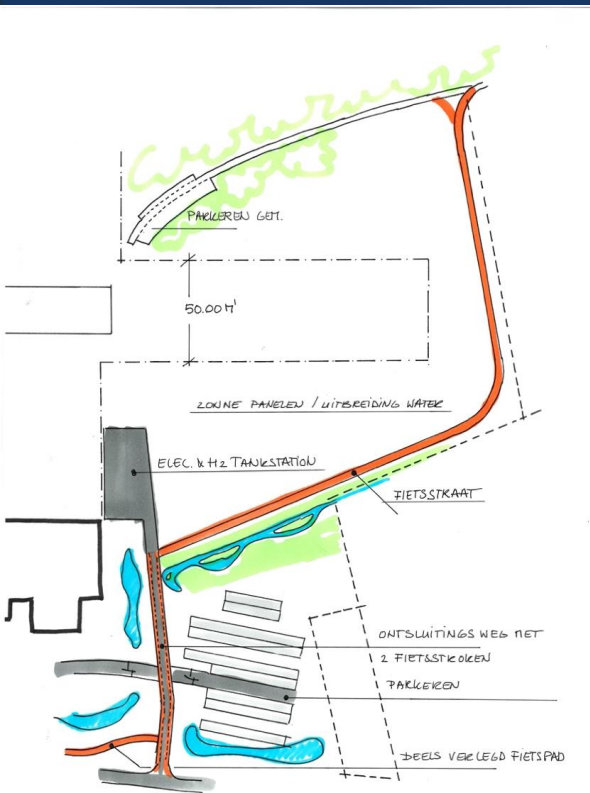 PARKEREN GEM.
50.00 M'
ZONNE PANELEN / UITBREIDING WATER
ELEC. & H2 TANKSTATION
FIETSSTRAAT
ONTSLUITINGS WEG MET
2 FIETSSTROKEN
PARKEREN
DEELS VERLEGD FIETSPAD